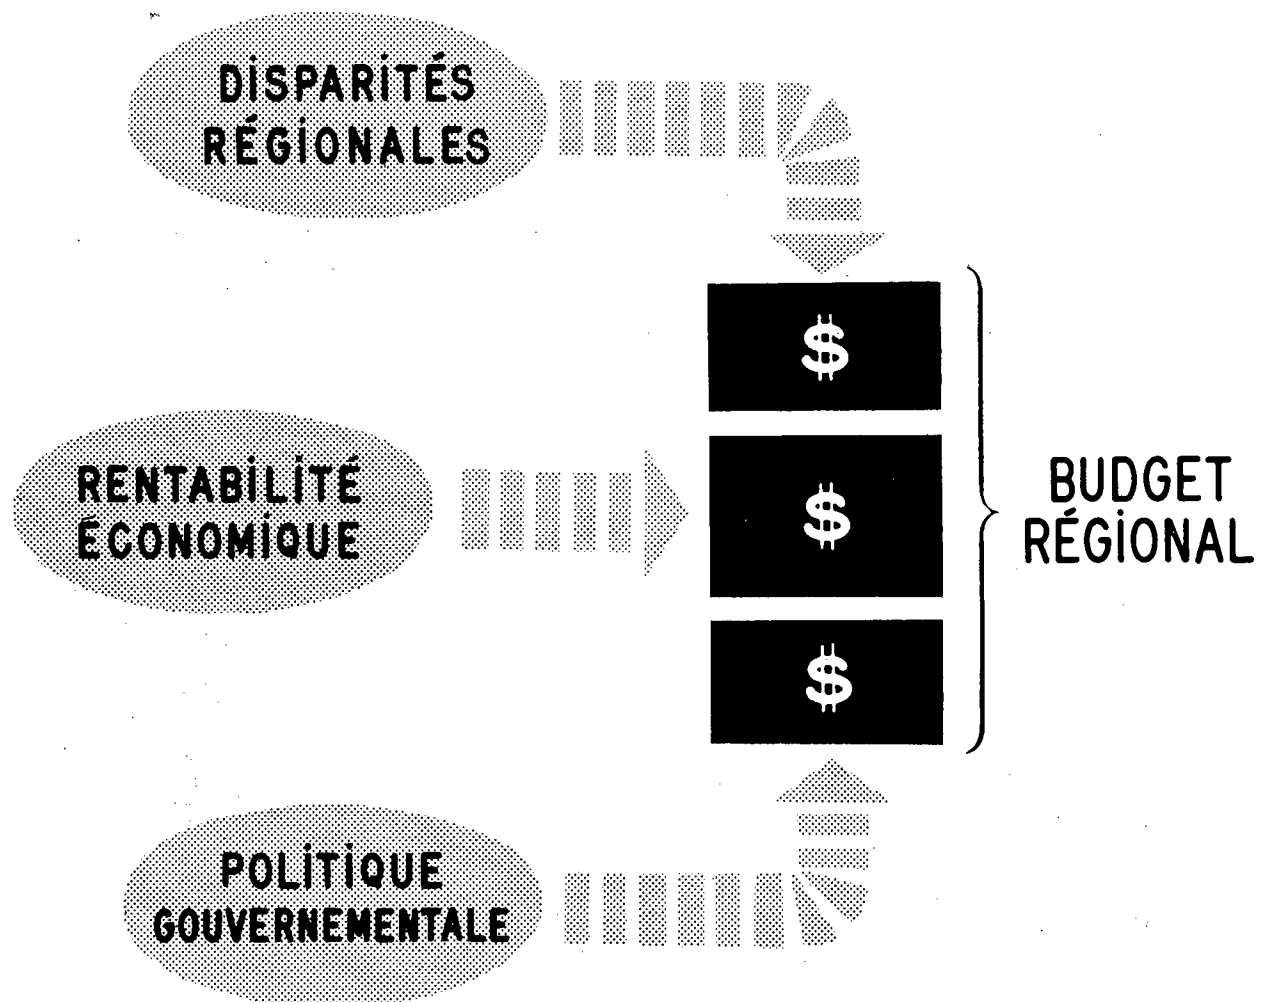 DISPARITÉS
RÉGIONALES
$
RENTABILITÉ
ÉCONOMIQUE
$
BUDGET
RÉGIONAL
$
POLITIQUE
GOUVERNEMENTALE